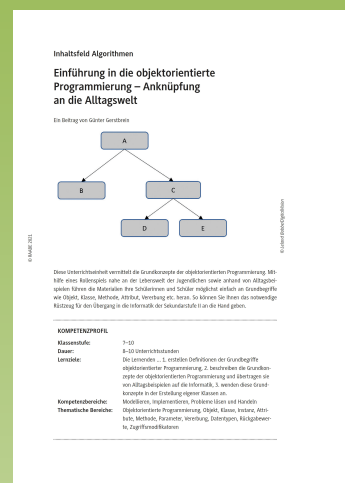 Inhaltsfeld Algorithmen
Einführung in die objektorientierte
Programmierung – Anknüpfung
an die Alltagswelt
Ein Beitrag von Günter Gerstbrein
A
B
C
D
E
© RAABE 2021
Diese Unterrichtseinheit vermittelt die Grundkonzepte der objektorientierten Programmierung. Mit-
hilfe eines Rollenspiels nahe an der Lebenswelt der Jugendlichen sowie anhand von Alltagsbei-
spielen führen die Materialien Ihre Schülerinnen und Schüler möglichst einfach an Grundbegriffe
wie Objekt, Klasse, Methode, Attribut, Vererbung etc. heran. So können Sie ihnen das notwendige
Rüstzeug für den Übergang in die Informatik der Sekundarstufe II an die Hand geben.
KOMPETENZPROFIL
Klassenstufe: 7–10
Dauer: 8–10 Unterrichtsstunden
Lernziele: Die Lernenden ... 1. erstellen Definitionen der Grundbegriffe
objektorientierter Programmierung, 2. beschreiben die Grundkon-
zepte der objektorientierten Programmierung und übertragen sie
von Alltagsbeispielen auf die Informatik, 3. wenden diese Grund-
konzepte in der Erstellung eigener Klassen an.
Kompetenzbereiche: Modellieren, Implementieren, Probleme lösen und Handeln
Thematische Bereiche: Objektorientierte Programmierung, Objekt, Klasse, Instanz, Attri-
bute, Methode, Parameter, Vererbung, Datentypen, Rückgabewer-
te, Zugriffsmodifikatoren